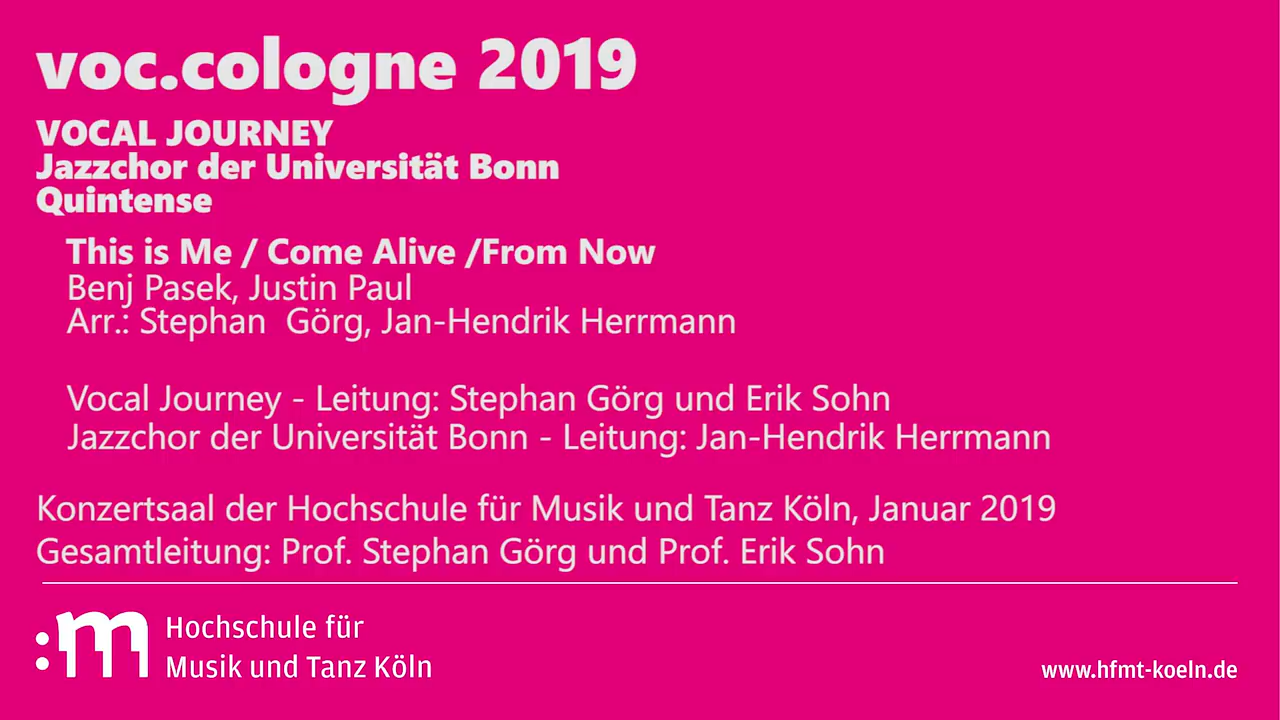 voc.cologne 2019
VOCAL JOURNEY
Jazzchor der Universität Bonn
Quintense
This is Me / Come Alive /From Now
Benj Pasek, Justin Paul
Arr.: Stephan  Görg, Jan-Hendrik Herrmann
Vocal Journey - Leitung: Stephan Görg und Erik Sohn
Jazzchor der Universität Bonn - Leitung: Jan-Hendrik Herrmann
Konzertsaal der Hochschule für Musik und Tanz Köln, Januar 2019
Gesamtleitung: Prof. Stephan Görg und Prof. Erik Sohn
:m
Hochschule für
Musik und Tanz Köln
www.hfmt-koeln.de